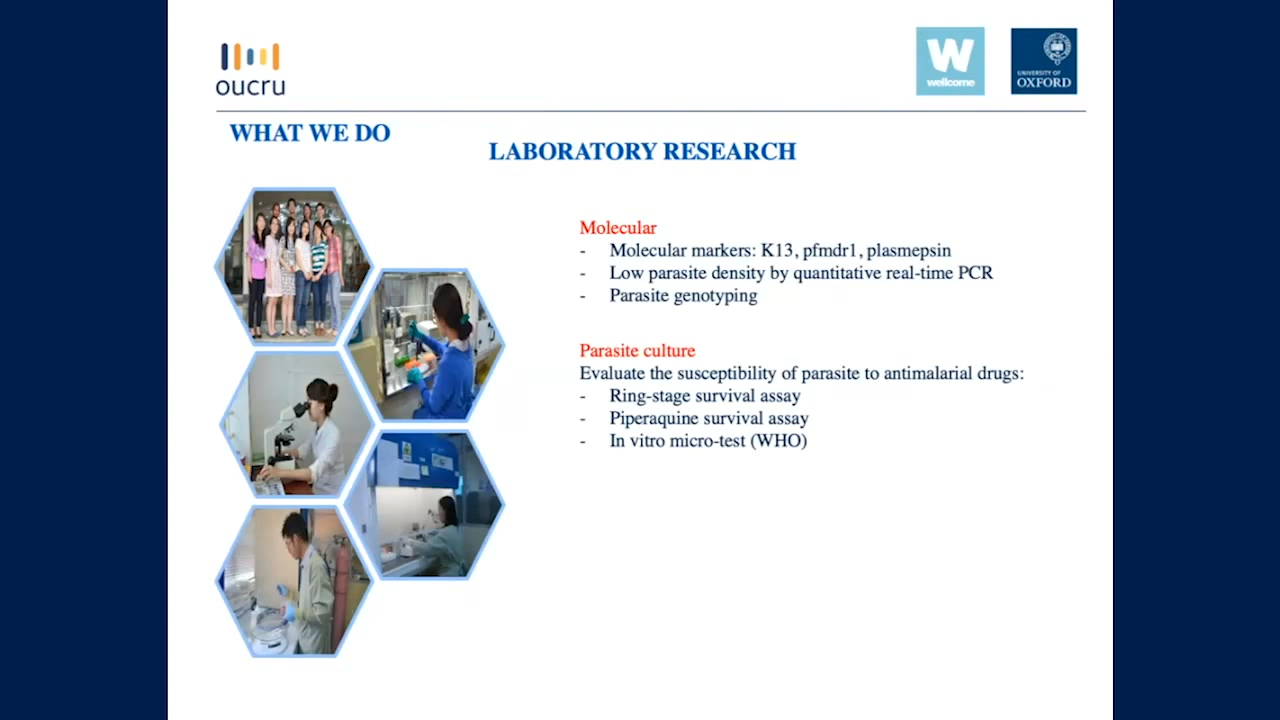 oucru
W
wellcome
UNIVERSITY OF
OXFORD
WHAT WE DO
LABORATORY RESEARCH
Molecular
- Molecular markers: K13, pfmdr1, plasmepsin
- Low parasite density by quantitative real-time PCR
- Parasite genotyping
Parasite culture
Evaluate the susceptibility of parasite to antimalarial drugs:
- Ring-stage survival assay
- Piperaquine survival assay
- In vitro micro-test (WHO)